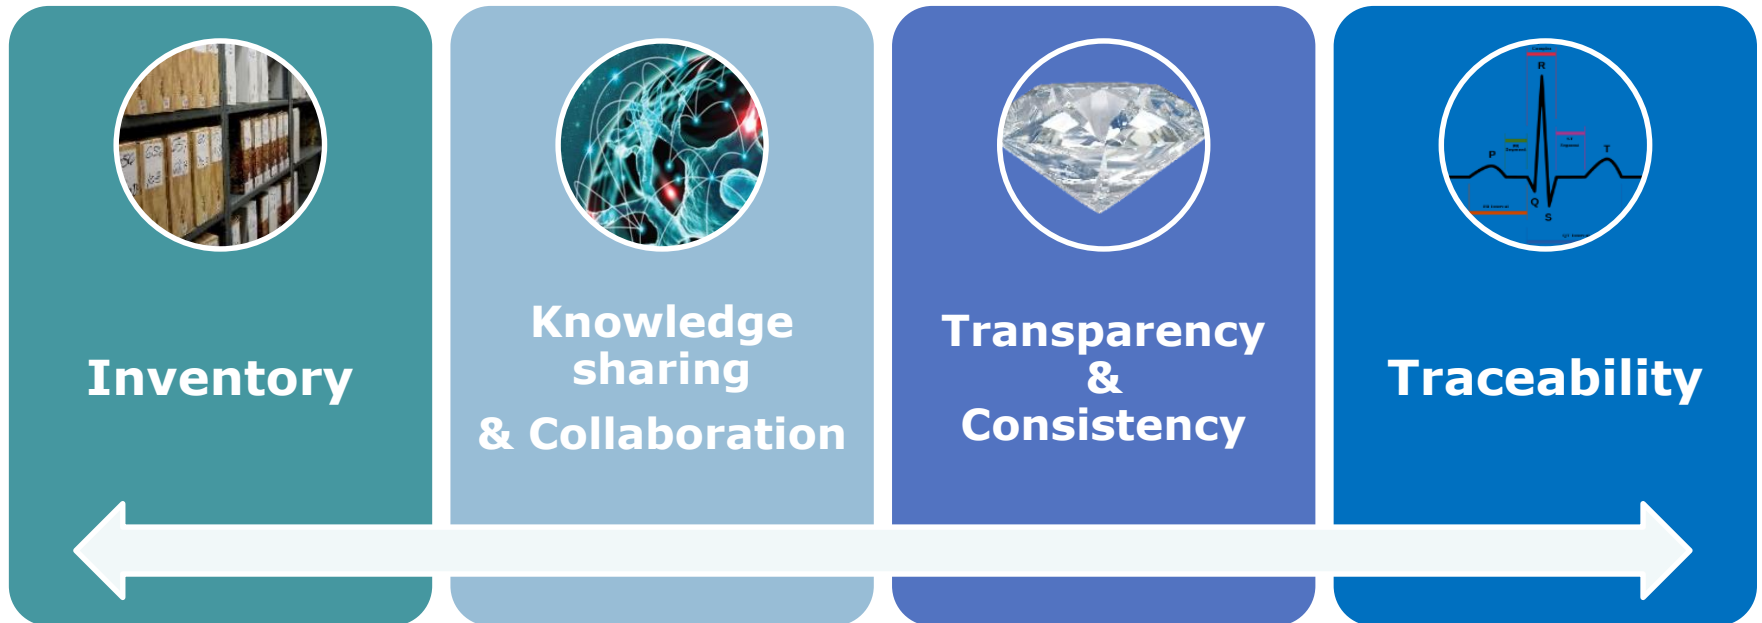 Inventory
Knowledge
sharing
& Collaboration
Transparency
&
Consistency
Traceability
R
P
T
Q
S